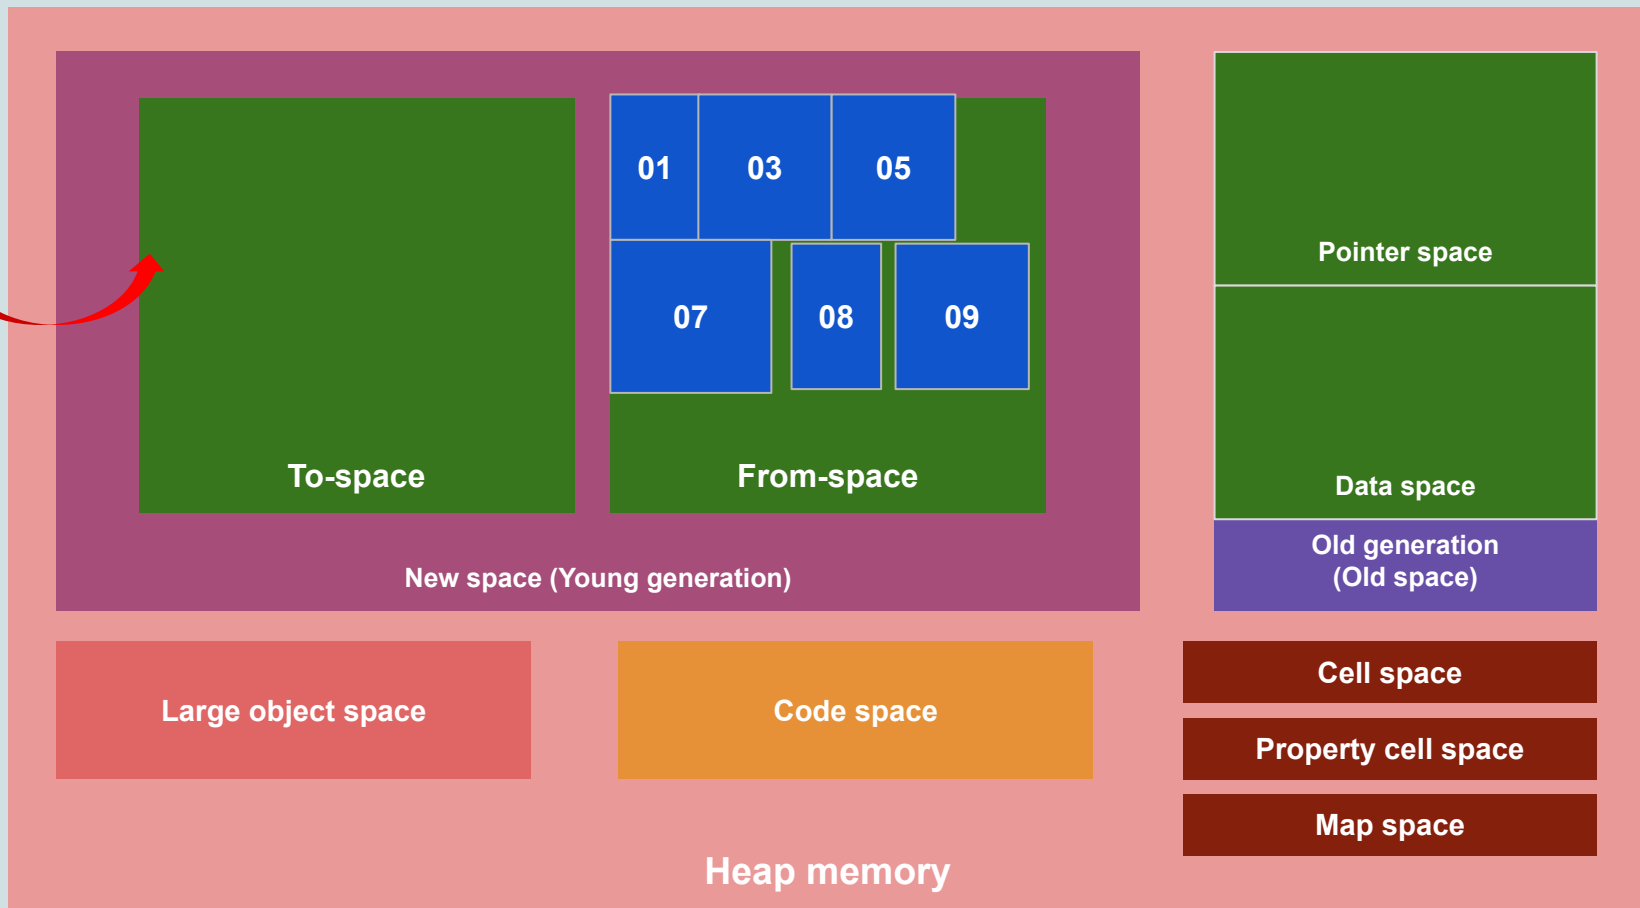 01
03
05
07
08
09
To-space
From-space
New space (Young generation)
Pointer space
Data space
Old generation
(Old space)
Large object space
Code space
Cell space
Property cell space
Map space
Heap memory